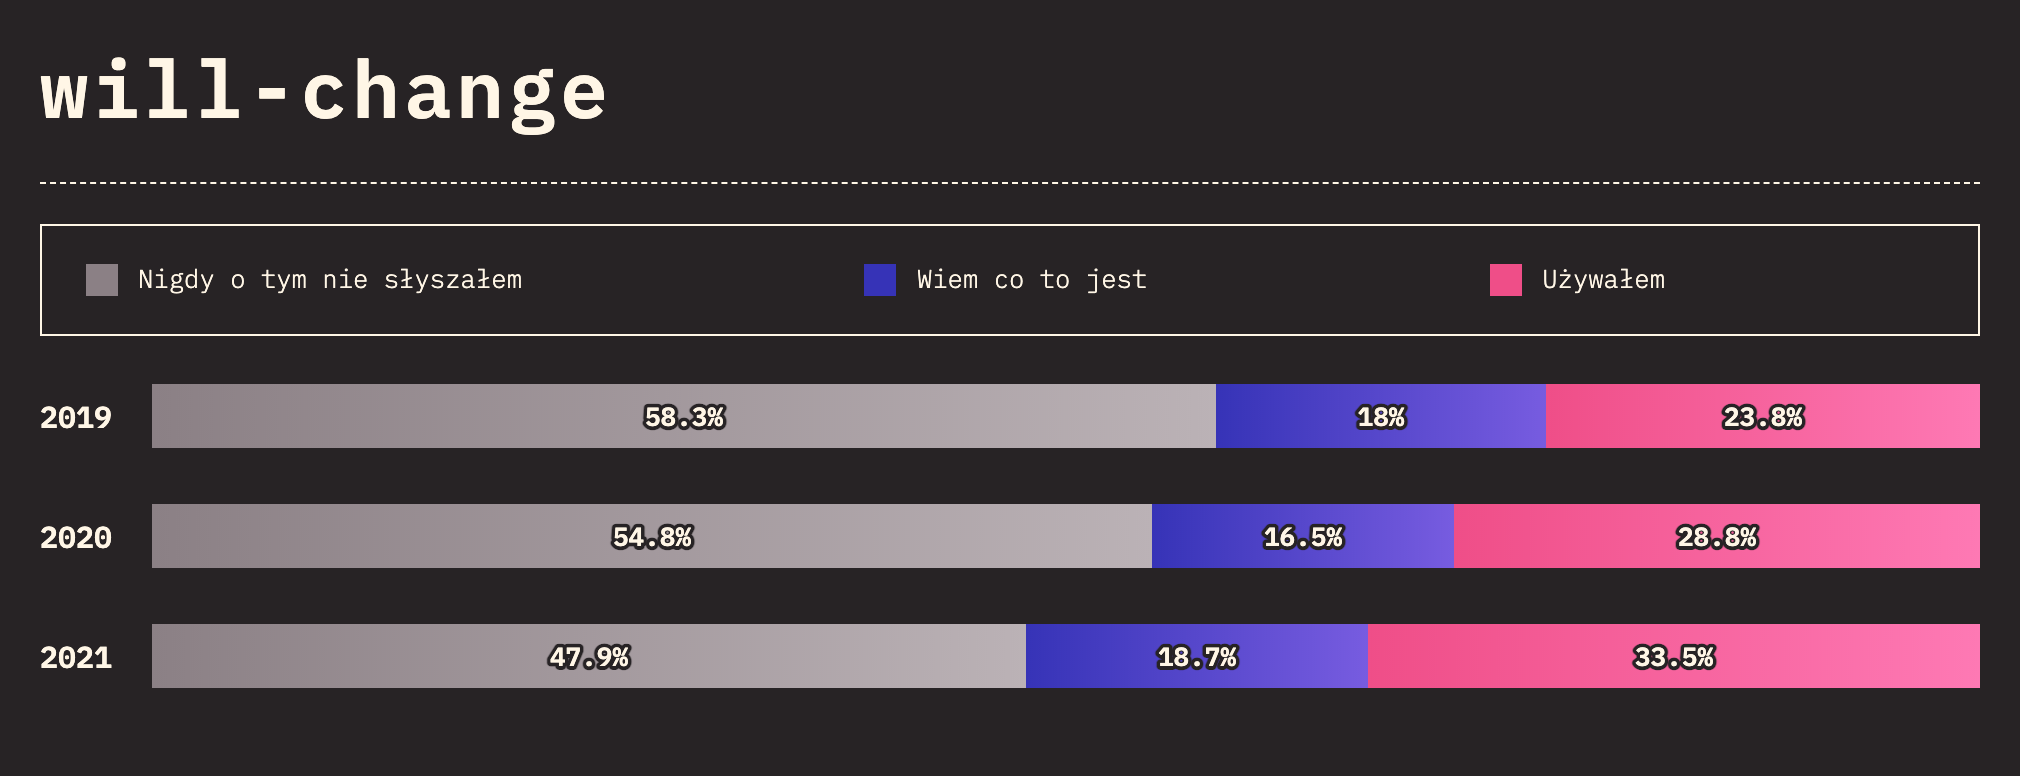 will-change
Nigdy o tym nie słyszałem Wiem co to jest Używałem
2019 58.3% 18% 23.8%
2020 54.8% 16.5% 28.8%
2021 47.9% 18.7% 33.5%